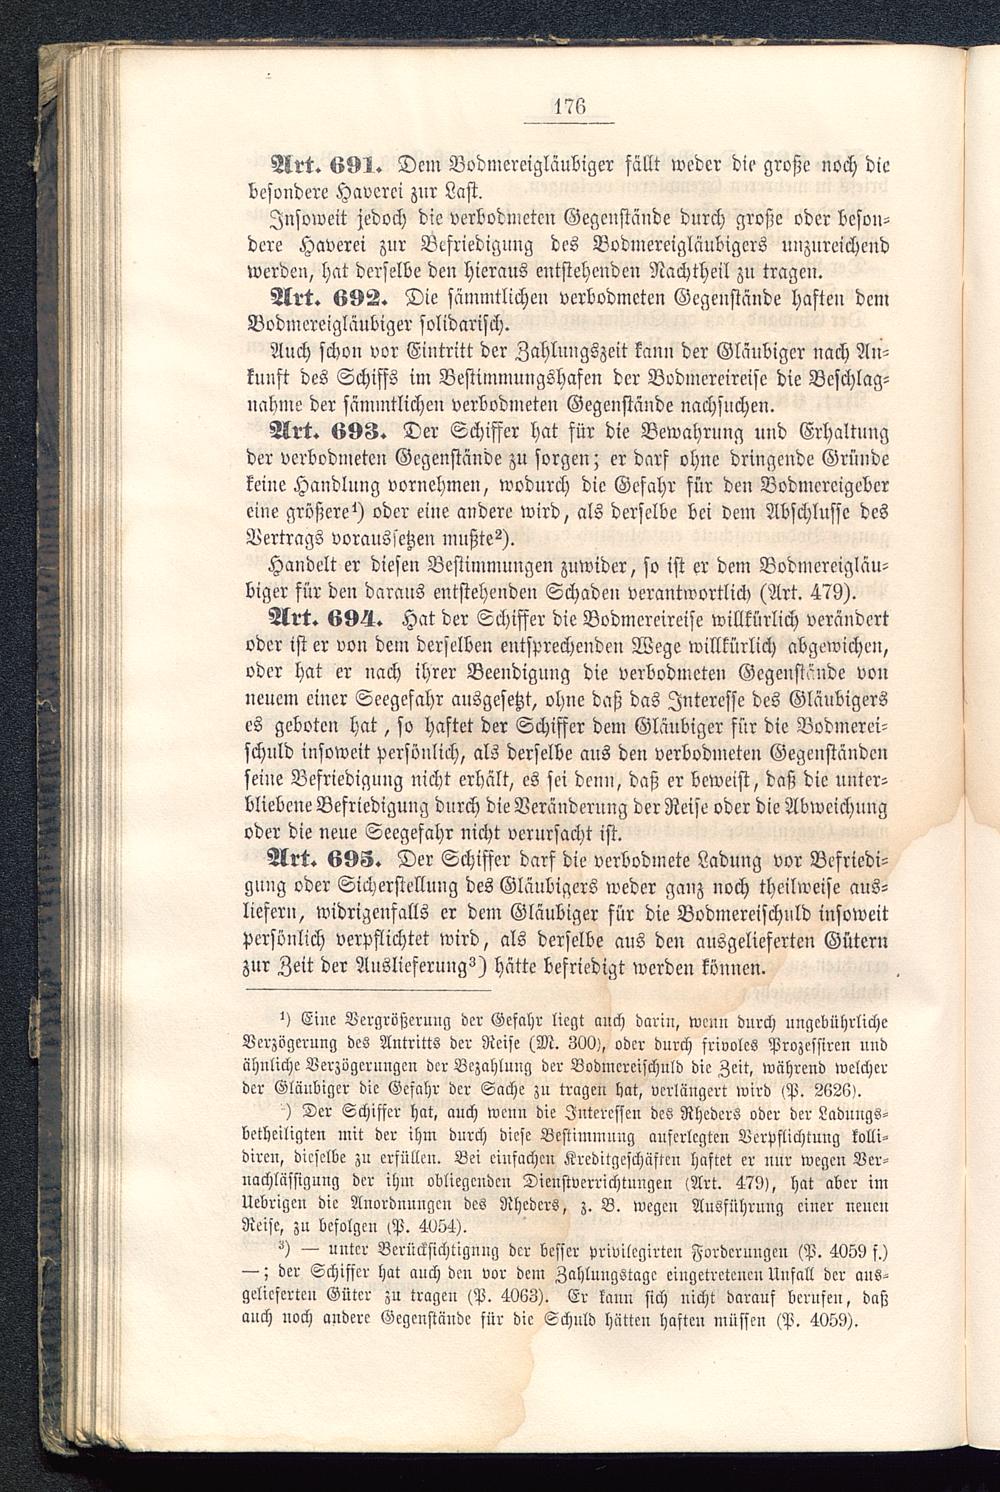 176
Art. 691. Dem Bodmereigläubiger fällt weder die große noch die
besondere Haverei zur Last.
Insoweit jedoch die verbodmeten Gegenstände durch große oder beson-
dere Haverei zur Befriedigung des Bodmereigläubigers unzureichend
werden, hat derselbe den hieraus entstehenden Nachtheil zu tragen.
Art. 692. Die sämmtlichen verbodmeten Gegenstände haften dem
Bodmereigläubiger solidarisch.
Auch schon vor Eintritt der Zahlungszeit kann der Gläubiger nach An-
kunft des Schiffs im Bestimmungshafen der Bodmereireise die Beschlag-
nahme der sämmtlichen verbodmeten Gegenstände nachsuchen.
Art. 693. Der Schiffer hat für die Bewahrung und Erhaltung
der verbodmeten Gegenstände zu sorgen; er darf ohne dringende Gründe
keine Handlung vornehmen, wodurch die Gefahr für den Bodmereigeber
eine größere¹) oder eine andere wird, als derselbe bei dem Abschlusse des
Vertrags voraussetzen mußte²).
Handelt er diesen Bestimmungen zuwider, so ist er dem Bodmereigläu-
biger für den daraus entstehenden Schaden verantwortlich (Art. 479).
Art. 694. Hat der Schiffer die Bodmereireise willkürlich verändert
oder ist er von dem derselben entsprechenden Wege willkürlich abgewichen,
oder hat er nach ihrer Beendigung die verbodmeten Gegenstände von
neuem einer Seegefahr ausgesetzt, ohne daß das Interesse des Gläubigers
es geboten hat, so haftet der Schiffer dem Gläubiger für die Bodmerei-
schuld insoweit persönlich, als derselbe aus den verbodmeten Gegenständen
seine Befriedigung nicht erhält, es sei denn, daß er beweist, daß die unter-
bliebene Befriedigung durch die Veränderung der Reise oder die Abweichung
oder die neue Seegefahr nicht verursacht ist.
Art. 695. Der Schiffer darf die verbodmete Ladung vor Befriedi-
gung oder Sicherstellung des Gläubigers weder ganz noch theilweise aus-
liefern, widrigenfalls er dem Gläubiger für die Bodmereischuld insoweit
persönlich verpflichtet wird, als derselbe aus den ausgelieferten Gütern
zur Zeit der Auslieferung³) hätte befriedigt werden können.
¹) Eine Vergrößerung der Gefahr liegt auch darin, wenn durch ungebührliche
Verzögerung des Antritts der Reise (M. 300), oder durch frivoles Prozessiren und
ähnliche Verzögerungen der Bezahlung der Bodmereischuld die Zeit, während welcher
der Gläubiger die Gefahr der Sache zu tragen hat, verlängert wird (P. 2626).
²) Der Schiffer hat, auch wenn die Interessen des Rheders oder der Ladungs-
betheiligten mit der ihm durch diese Bestimmung auferlegten Verpflichtung kolli-
diren, dieselbe zu erfüllen. Bei einfachen Kreditgeschäften haftet er nur wegen Ver-
nachlässigung der ihm obliegenden Dienstverrichtungen (Art. 479), hat aber im
Uebrigen die Anordnungen des Rheders, z. B. wegen Ausführung einer neuen
Reise, zu befolgen (P. 4054).
³) — unter Berücksichtigung der besser privilegirten Forderungen (P. 4059 f.)
—; der Schiffer hat auch den vor dem Zahlungstage eingetretenen Unfall der aus-
gelieferten Güter zu tragen (P. 4063). Er kann sich nicht darauf berufen, daß
auch noch andere Gegenstände für die Schuld hätten haften müssen (P. 4059).